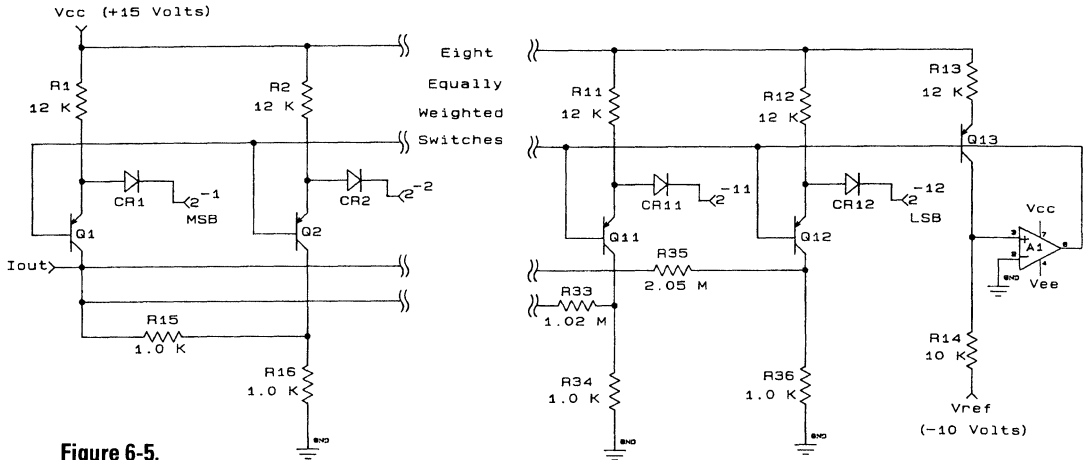 Vcc (+15 Volts)
Eight
Equally
Weighted
Switches
R1
12 K
R2
12 K
R11
12 K
R12
12 K
R13
12 K
Q13
CR1
2-1
MSB
CR2
2-2
CR11
2-11
CR12
2-12
LSB
Q1
Q2
Q11
Q12
Vcc
3
7
+
A1
6
2
-
4
Vee
GND
Iout
R35
2.05 M
R33
1.02 M
R15
1.0 K
R16
1.0 K
R34
1.0 K
R36
1.0 K
R14
10 K
Vref
(-10 Volts)
GND
GND
GND
Figure 6-5.